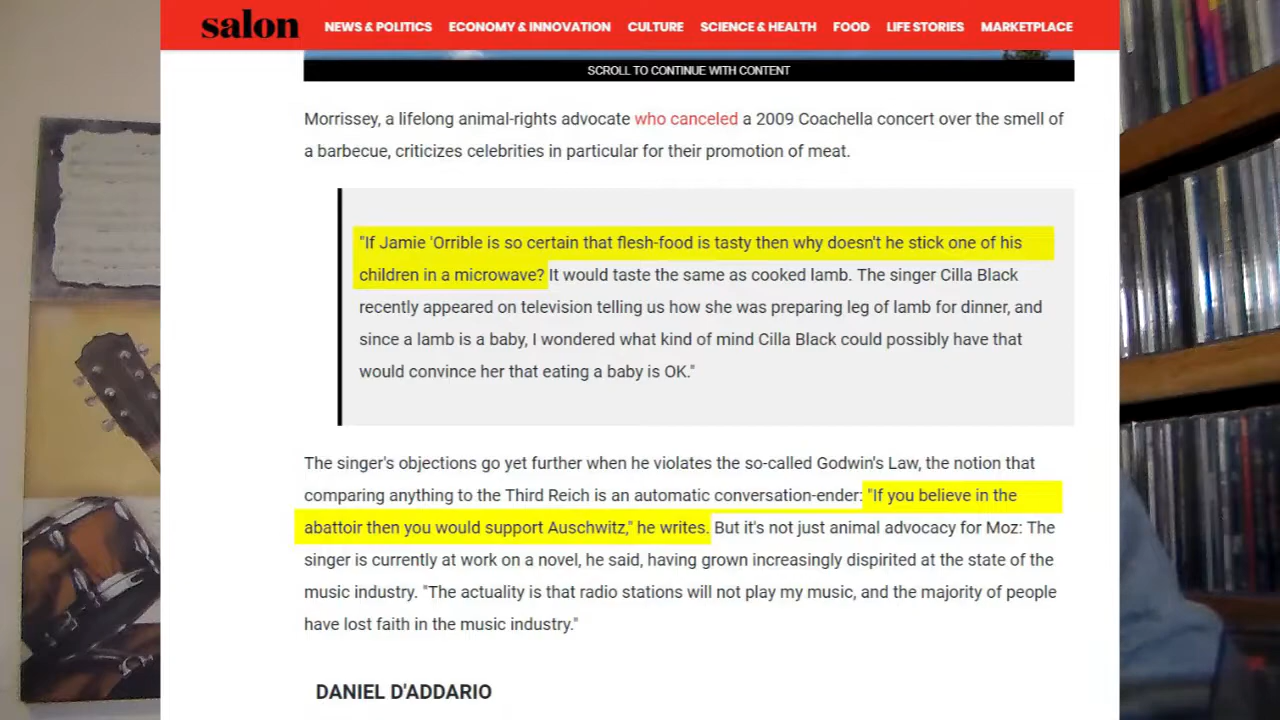 salon NEWS & POLITICS ECONOMY & INNOVATION CULTURE SCIENCE & HEALTH FOOD LIFE STORIES MARKETPLACE
SCROLL TO CONTINUE WITH CONTENT
Morrissey, a lifelong animal-rights advocate who canceled a 2009 Coachella concert over the smell of
a barbecue, criticizes celebrities in particular for their promotion of meat.
"If Jamie 'Orrible is so certain that flesh-food is tasty then why doesn't he stick one of his
children in a microwave? It would taste the same as cooked lamb. The singer Cilla Black
recently appeared on television telling us how she was preparing leg of lamb for dinner, and
since a lamb is a baby, I wondered what kind of mind Cilla Black could possibly have that
would convince her that eating a baby is OK."
The singer's objections go yet further when he violates the so-called Godwin's Law, the notion that
comparing anything to the Third Reich is an automatic conversation-ender: "If you believe in the
abattoir then you would support Auschwitz," he writes. But it's not just animal advocacy for Moz: The
singer is currently at work on a novel, he said, having grown increasingly dispirited at the state of the
music industry. "The actuality is that radio stations will not play my music, and the majority of people
have lost faith in the music industry."
DANIEL D'ADDARIO